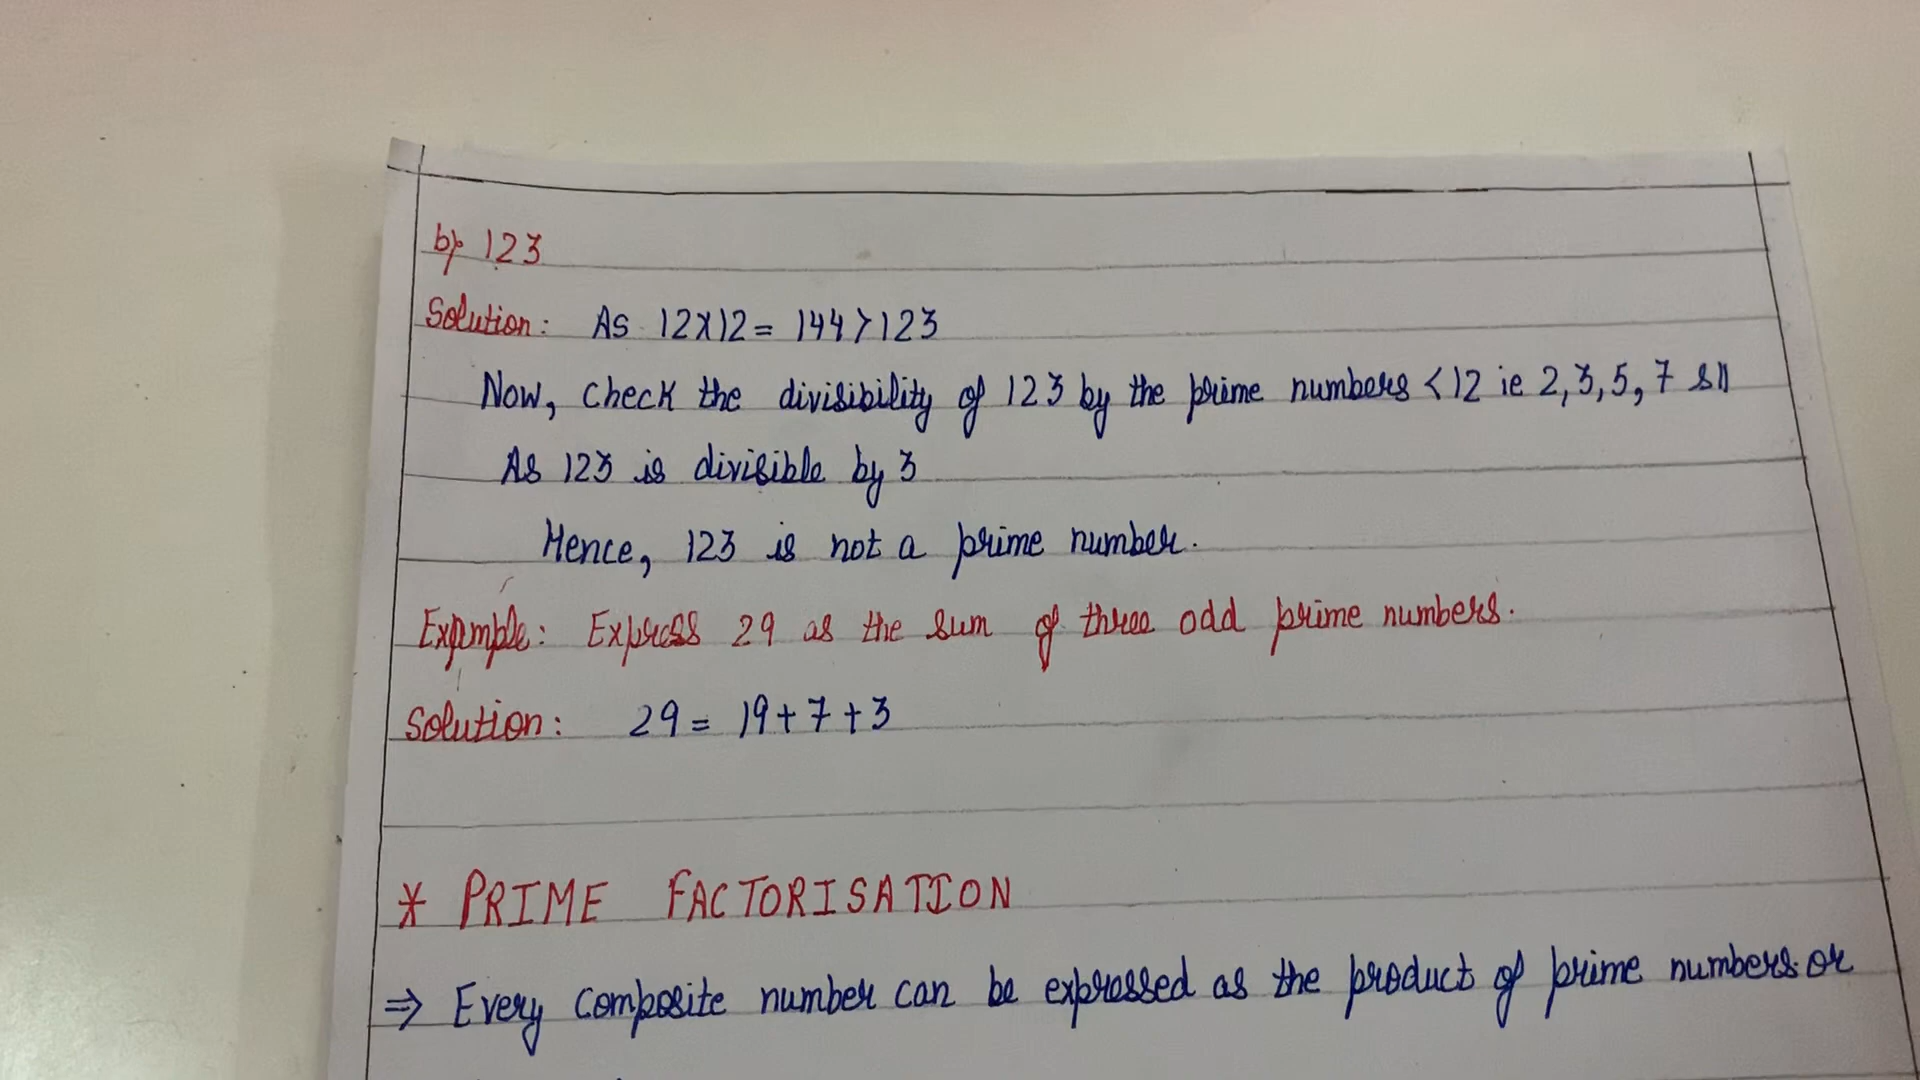 b) 123
Solution: As 12x12 = 144 > 123
Now, check the divisibility of 123 by the prime numbers < 12 ie 2, 3, 5, 7 & 11
As 123 is divisible by 3
Hence, 123 is not a prime number.
Example: Express 29 as the sum of three odd prime numbers.
Solution: 29 = 19 + 7 + 3
* PRIME FACTORISATION
⇒ Every composite number can be expressed as the product of prime numbers or